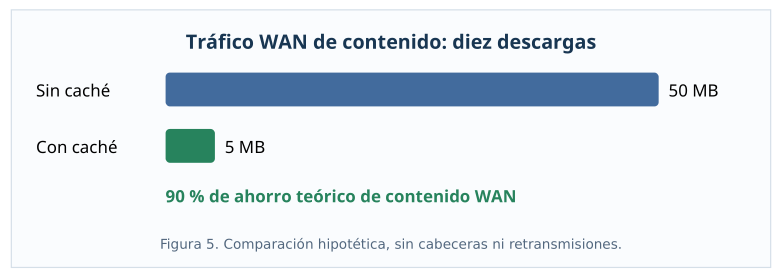 Tráfico WAN de contenido: diez descargas
Sin caché
50 MB
Con caché
5 MB
90 % de ahorro teórico de contenido WAN
Figura 5. Comparación hipotética, sin cabeceras ni retransmisiones.